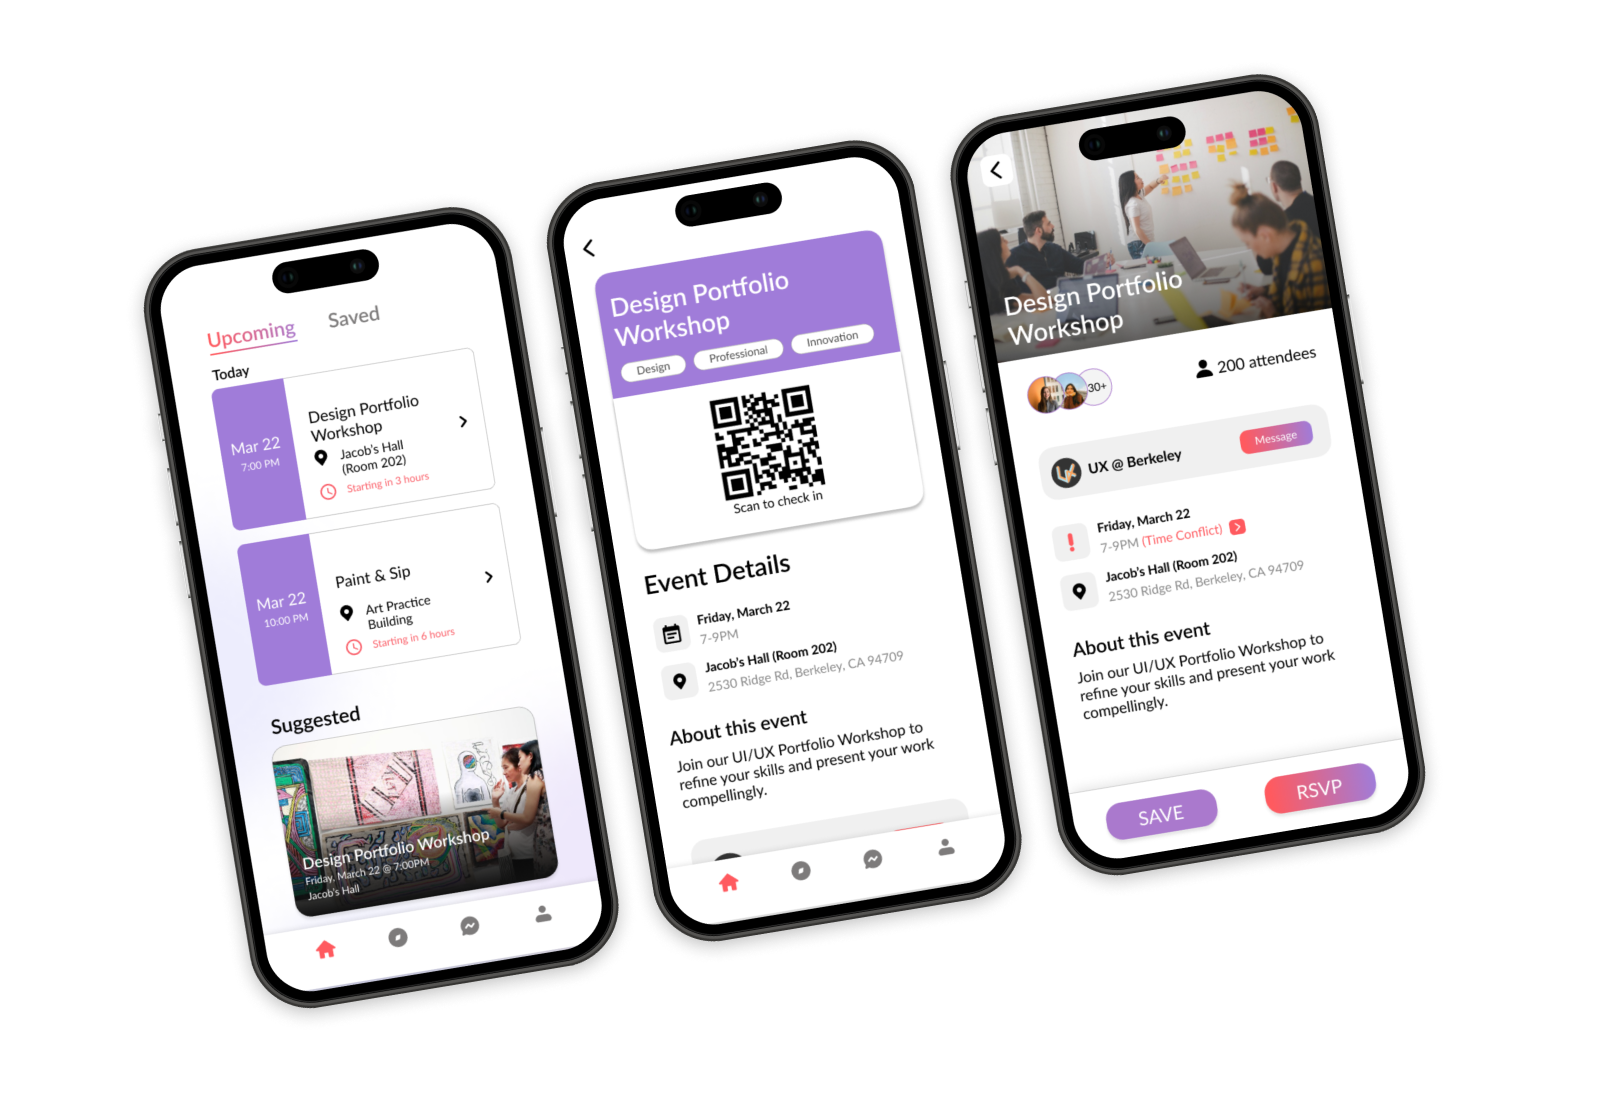 Upcoming
Saved
Today
Mar 22
7:00 PM
Design Portfolio
Workshop
Jacob's Hall
(Room 202)
Starting in 3 hours
Mar 22
10:00 PM
Paint & Sip
Art Practice
Building
Starting in 6 hours
Suggested
Design Portfolio Workshop
Friday, March 22 @ 7:00PM
Jacob's Hall
Design Portfolio
Workshop
Design
Professional
Innovation
Scan to check in
Event Details
Friday, March 22
7-9PM
Jacob's Hall (Room 202)
2530 Ridge Rd, Berkeley, CA 94709
About this event
Join our UI/UX Portfolio Workshop to
refine your skills and present your work
compellingly.
Design Portfolio
Workshop
30+
200 attendees
UX @ Berkeley
Message
Friday, March 22
7-9PM (Time Conflict)
Jacob's Hall (Room 202)
2530 Ridge Rd, Berkeley, CA 94709
About this event
Join our UI/UX Portfolio Workshop to
refine your skills and present your work
compellingly.
SAVE
RSVP